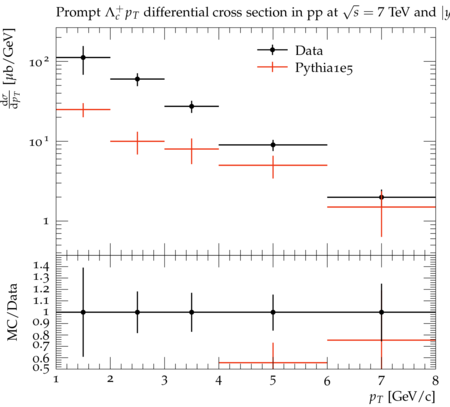 Prompt Λc+ pT differential cross section in pp at √s = 7 TeV and |y
dσ/dpT [μb/GeV]
Data
Pythia1e5
10²
10¹
1
MC/Data
1.4
1.3
1.2
1.1
1
0.9
0.8
0.7
0.6
0.5
1 2 3 4 5 6 7 8
pT [GeV/c]